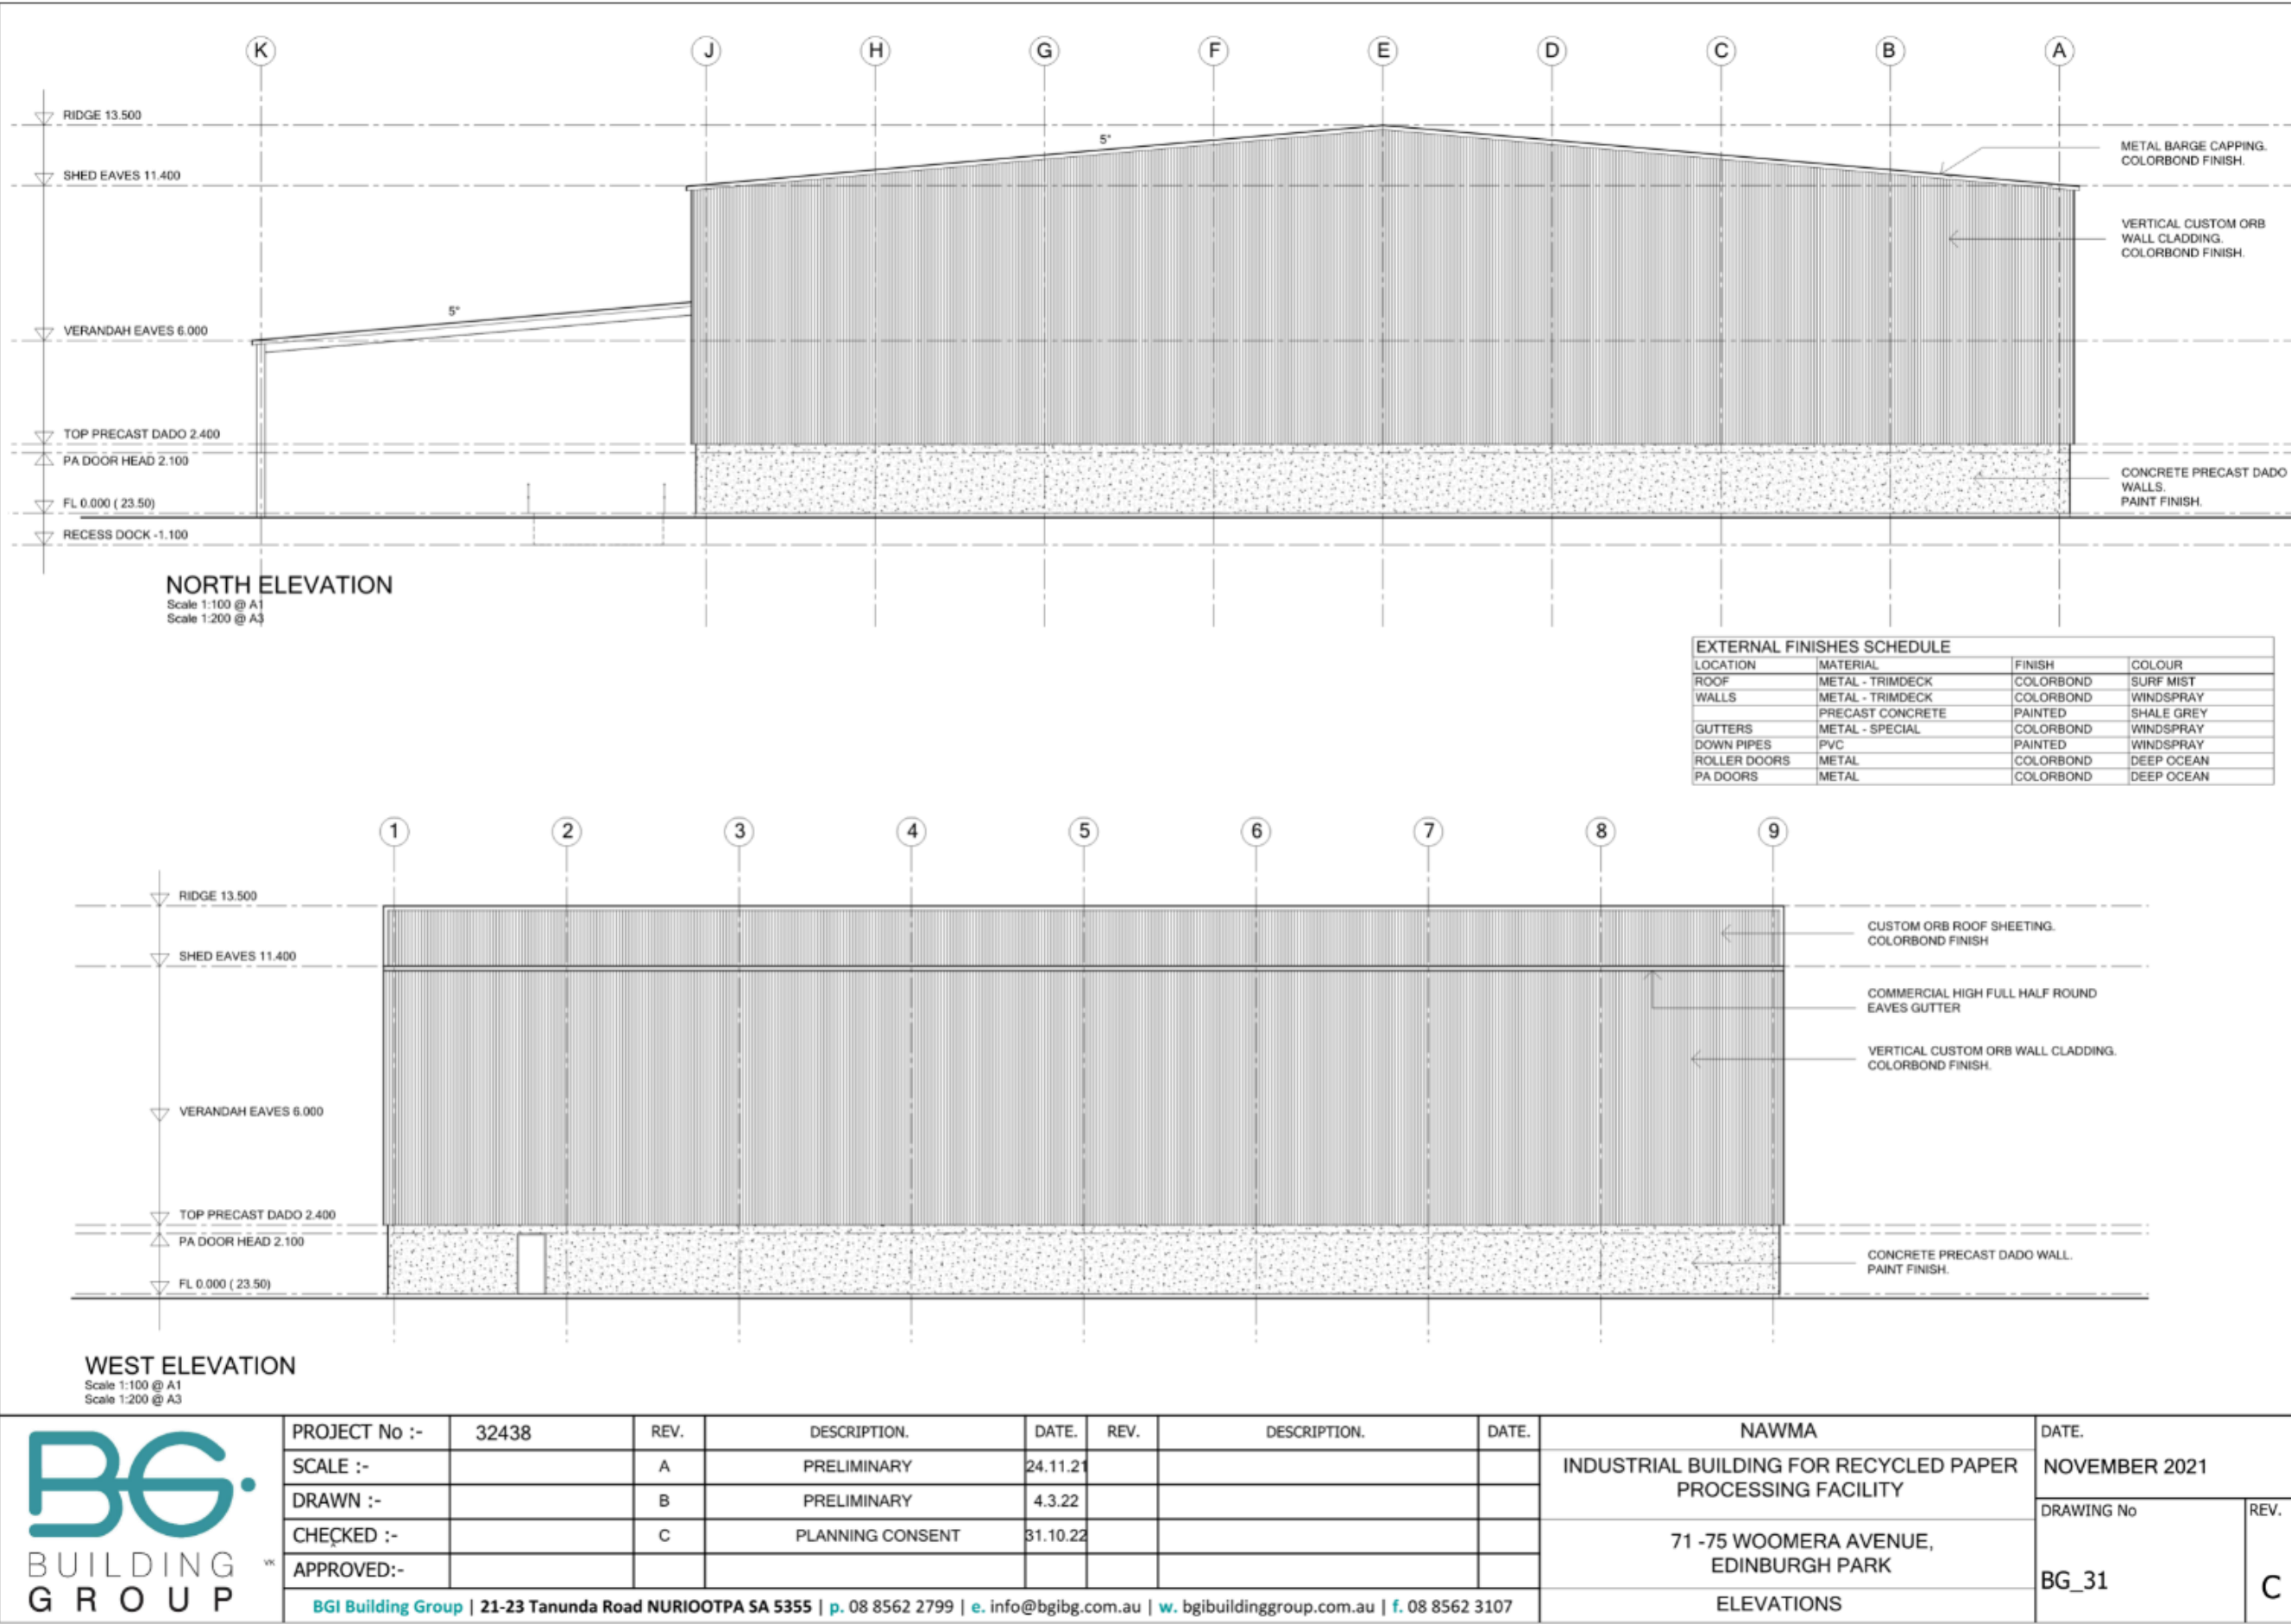 K J H G F E D C B A
RIDGE 13.500
5°
METAL BARGE CAPPING.
COLORBOND FINISH.
SHED EAVES 11.400
VERTICAL CUSTOM ORB
WALL CLADDING.
COLORBOND FINISH.
5°
VERANDAH EAVES 6.000
TOP PRECAST DADO 2.400
PA DOOR HEAD 2.100
CONCRETE PRECAST DADO
WALLS.
PAINT FINISH.
FL 0.000 ( 23.50)
RECESS DOCK -1.100
NORTH ELEVATION
Scale 1:100 @ A1
Scale 1:200 @ A3
EXTERNAL FINISHES SCHEDULE
LOCATION MATERIAL FINISH COLOUR
ROOF METAL - TRIMDECK COLORBOND SURF MIST
WALLS METAL - TRIMDECK COLORBOND WINDSPRAY
PRECAST CONCRETE PAINTED SHALE GREY
GUTTERS METAL - SPECIAL COLORBOND WINDSPRAY
DOWN PIPES PVC PAINTED WINDSPRAY
ROLLER DOORS METAL COLORBOND DEEP OCEAN
PA DOORS METAL COLORBOND DEEP OCEAN
1 2 3 4 5 6 7 8 9
RIDGE 13.500
CUSTOM ORB ROOF SHEETING.
COLORBOND FINISH
SHED EAVES 11.400
COMMERCIAL HIGH FULL HALF ROUND
EAVES GUTTER
VERTICAL CUSTOM ORB WALL CLADDING.
COLORBOND FINISH.
VERANDAH EAVES 6.000
TOP PRECAST DADO 2.400
PA DOOR HEAD 2.100
CONCRETE PRECAST DADO WALL.
PAINT FINISH.
FL 0.000 ( 23.50)
WEST ELEVATION
Scale 1:100 @ A1
Scale 1:200 @ A3
BG.
BUILDING
GROUP
VK
PROJECT No :- 32438 REV. DESCRIPTION. DATE. REV. DESCRIPTION. DATE.
SCALE :- A PRELIMINARY 24.11.21
DRAWN :- B PRELIMINARY 4.3.22
CHECKED :- C PLANNING CONSENT 31.10.22
APPROVED:-
BGI Building Group | 21-23 Tanunda Road NURIOOTPA SA 5355 | p. 08 8562 2799 | e. info@bgibg.com.au | w. bgibuildinggroup.com.au | f. 08 8562 3107
NAWMA
INDUSTRIAL BUILDING FOR RECYCLED PAPER
PROCESSING FACILITY
71 -75 WOOMERA AVENUE,
EDINBURGH PARK
ELEVATIONS
DATE.
NOVEMBER 2021
DRAWING No REV.
BG_31 C